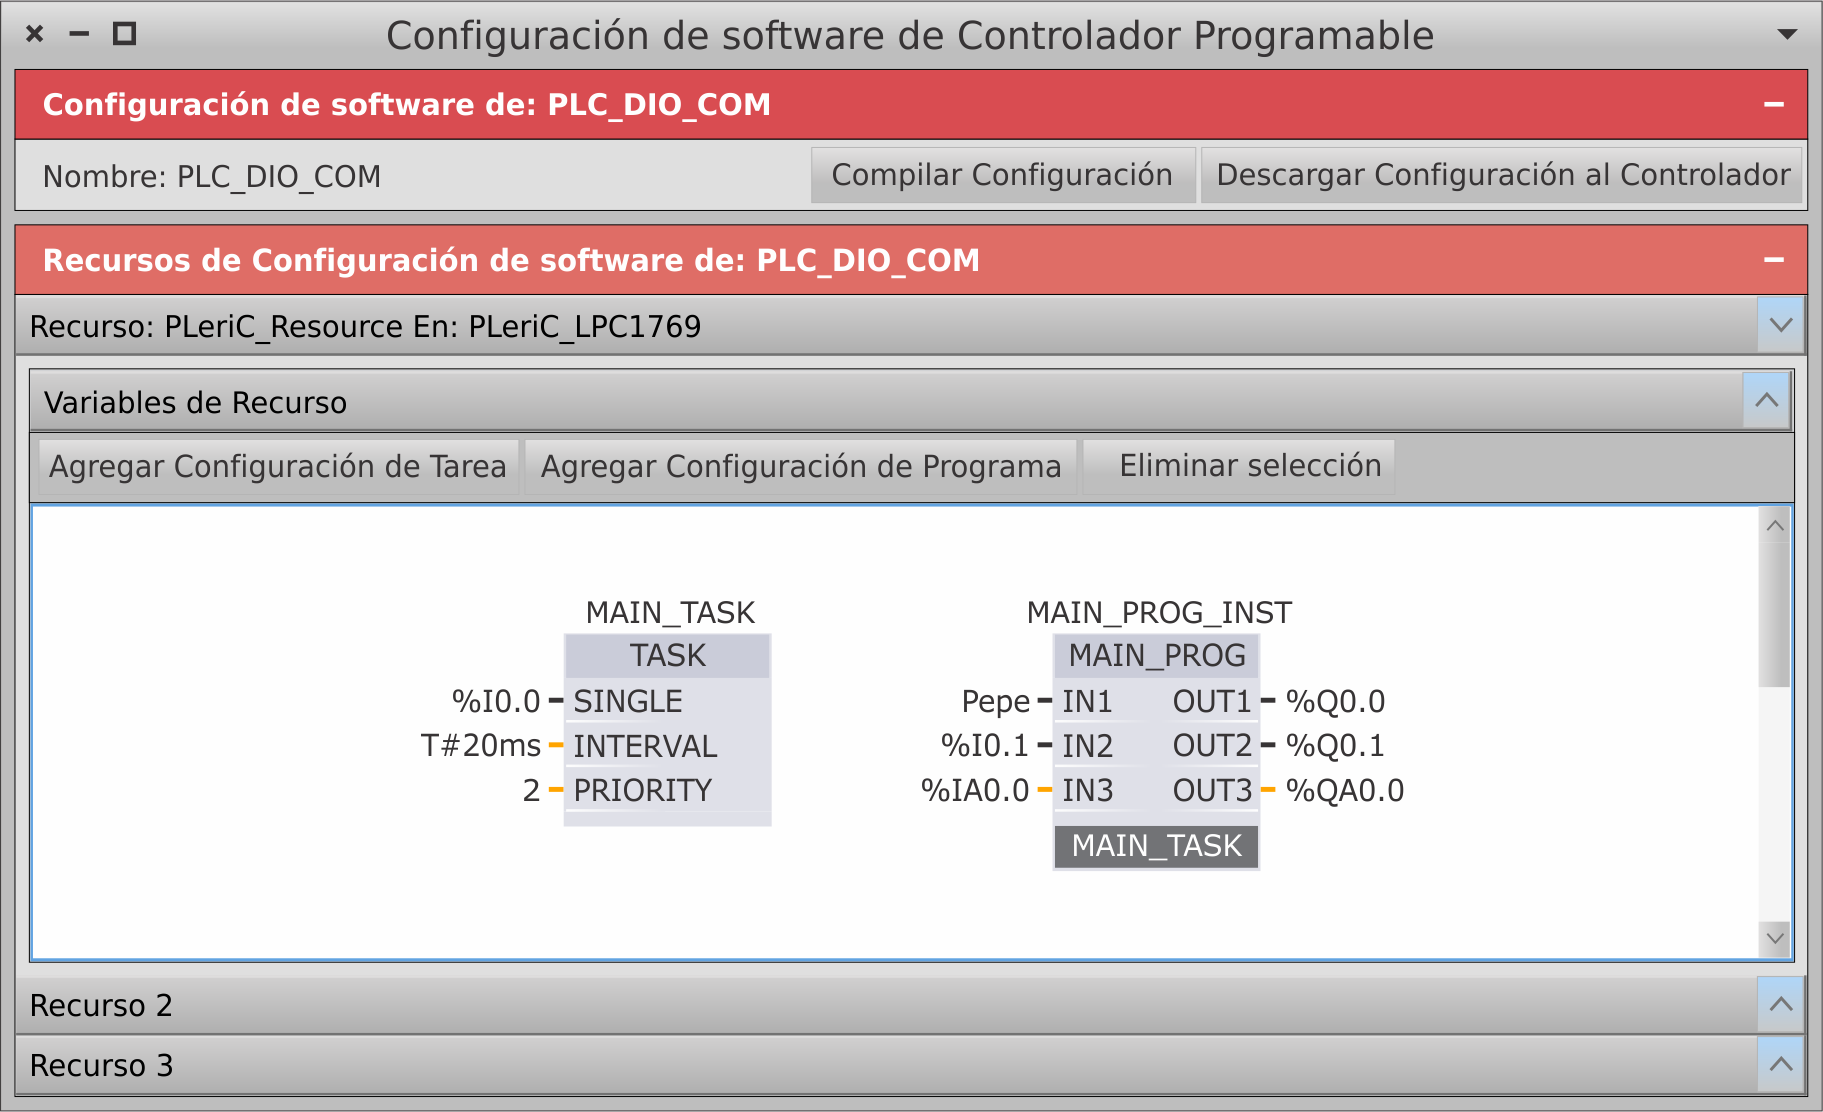 Configuración de software de Controlador Programable
Configuración de software de: PLC_DIO_COM
Nombre: PLC_DIO_COM
Compilar Configuración
Descargar Configuración al Controlador
Recursos de Configuración de software de: PLC_DIO_COM
Recurso: PLeriC_Resource En: PLeriC_LPC1769
Variables de Recurso
Agregar Configuración de Tarea
Agregar Configuración de Programa
Eliminar selección
MAIN_TASK
TASK
%I0.0 SINGLE
T#20ms INTERVAL
2 PRIORITY
MAIN_PROG_INST
MAIN_PROG
Pepe IN1 OUT1 %Q0.0
%I0.1 IN2 OUT2 %Q0.1
%IA0.0 IN3 OUT3 %QA0.0
MAIN_TASK
Recurso 2
Recurso 3